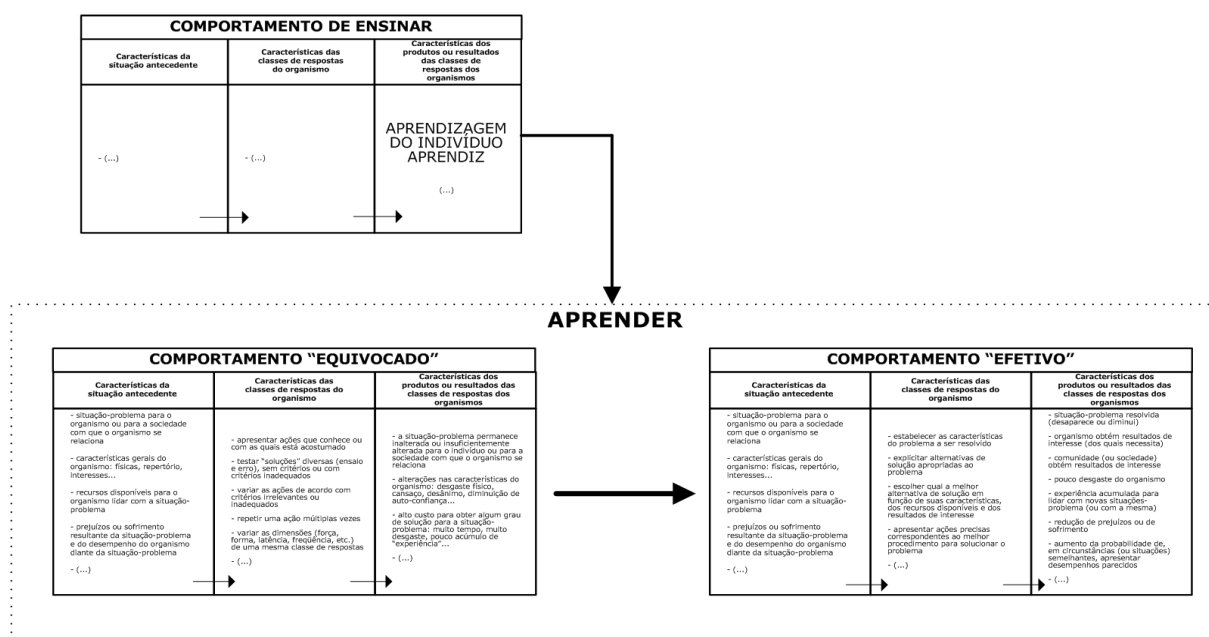 COMPORTAMENTO DE ENSINAR
Características da
situação antecedente
Características das
classes de respostas
do organismo
Características dos
produtos ou resultados
das classes de
respostas dos
organismos
- (...)
- (...)
APRENDIZAGEM
DO INDIVÍDUO
APRENDIZ
(...)
APRENDER
COMPORTAMENTO “EQUIVOCADO”
Características da
situação antecedente
Características das
classes de respostas do
organismo
Características dos
produtos ou resultados das
classes de respostas dos
organismos
- situação-problema para o
organismo ou para a sociedade
com que o organismo se
relaciona
- características gerais do
organismo: físicas, repertório,
interesses...
- recursos disponíveis para o
organismo lidar com a situação-
problema
- prejuízos ou sofrimento
resultante da situação-problema
e do desempenho do organismo
diante da situação-problema
- (...)
- apresentar ações que conhece ou
com as quais está acostumado
- testar “soluções” diversas (ensaio
e erro), sem critérios ou com
critérios inadequados
- variar as ações de acordo com
critérios irrelevantes ou
inadequados
- repetir uma ação múltiplas vezes
- variar as dimensões (força,
forma, latência, freqüência, etc.)
de uma mesma classe de respostas
- (...)
- a situação-problema permanece
inalterada ou insuficientemente
alterada para o indivíduo ou para a
sociedade com que o organismo se
relaciona
- alterações nas características do
organismo: desgaste físico,
cansaço, desânimo, diminuição de
auto-confiança...
- alto custo para obter algum grau
de solução para a situação-
problema: muito tempo, muito
desgaste, pouco acúmulo de
“experiência”...
- (...)
COMPORTAMENTO “EFETIVO”
Características da
situação antecedente
Características das
classes de respostas do
organismo
Características dos
produtos ou resultados das
classes de respostas dos
organismos
- situação-problema para o
organismo ou para a sociedade
com que o organismo se
relaciona
- características gerais do
organismo: físicas, repertório,
interesses...
- recursos disponíveis para o
organismo lidar com a situação-
problema
- prejuízos ou sofrimento
resultante da situação-problema
e do desempenho do organismo
diante da situação-problema
- (...)
- estabelecer as características
do problema a ser resolvido
- explicitar alternativas de
solução apropriadas ao
problema
- escolher qual a melhor
alternativa de solução em
função de suas características,
dos recursos disponíveis e dos
resultados de interesse
- apresentar ações precisas
correspondentes ao melhor
procedimento para solucionar o
problema
- (...)
- situação-problema resolvida
(desaparece ou diminui)
- organismo obtém resultados de
interesse (dos quais necessita)
- comunidade (ou sociedade)
obtém resultados de interesse
- pouco desgaste do organismo
- experiência acumulada para
lidar com novas situações-
problema (ou com a mesma)
- redução de prejuízos ou de
sofrimento
- aumento da probabilidade de,
em circunstâncias (ou situações)
semelhantes, apresentar
desempenhos parecidos
- (...)